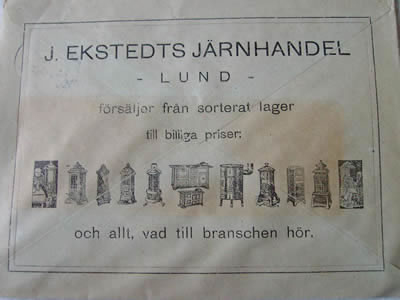 J. EKSTEDTS JÄRNHANDEL
- LUND -
försäljer från sorterat lager
till billiga priser:
och allt, vad till branschen hör.